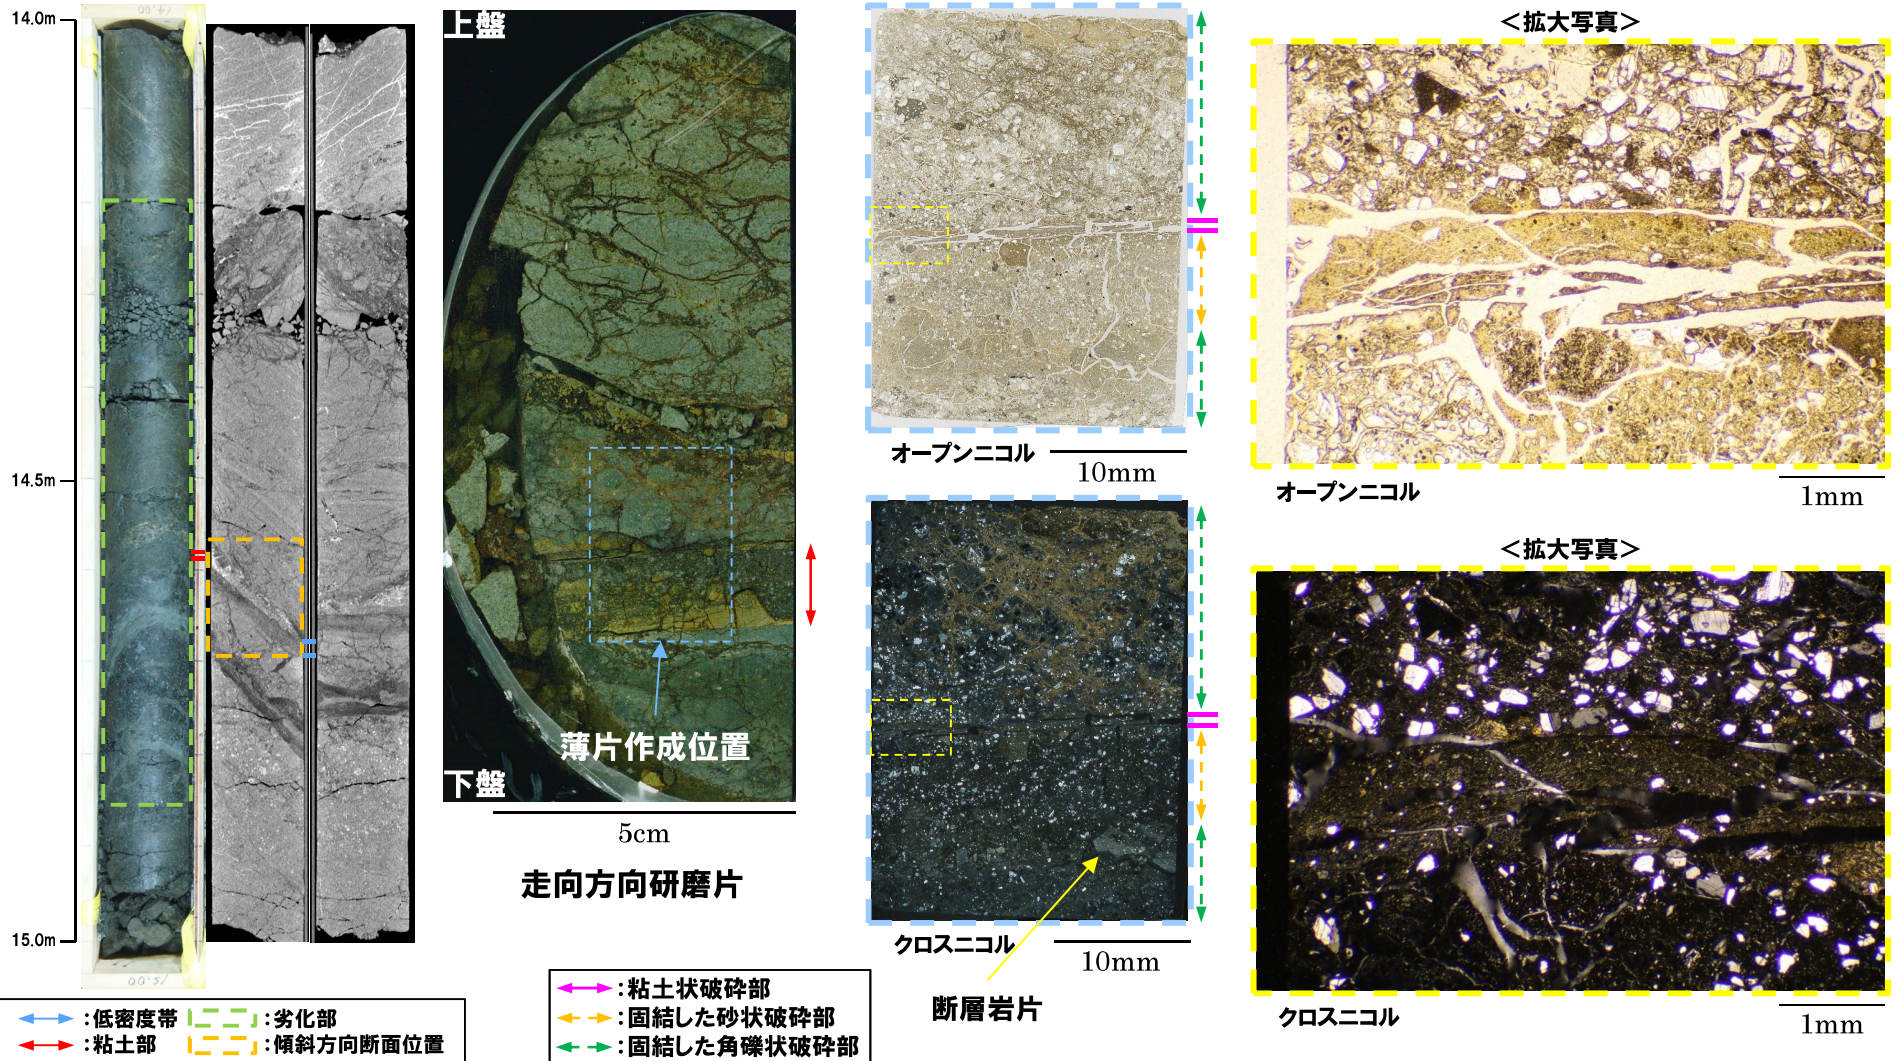 14.0m
14.5m
15.0m
14.00
15.00
上盤
下盤
薄片作成位置
5cm
走向方向研磨片
オープンニコル
10mm
クロスニコル
10mm
断層岩片
＜拡大写真＞
オープンニコル
1mm
＜拡大写真＞
クロスニコル
1mm
：低密度帯
：劣化部
：粘土部
：傾斜方向断面位置
：粘土状破砕部
：固結した砂状破砕部
：固結した角礫状破砕部